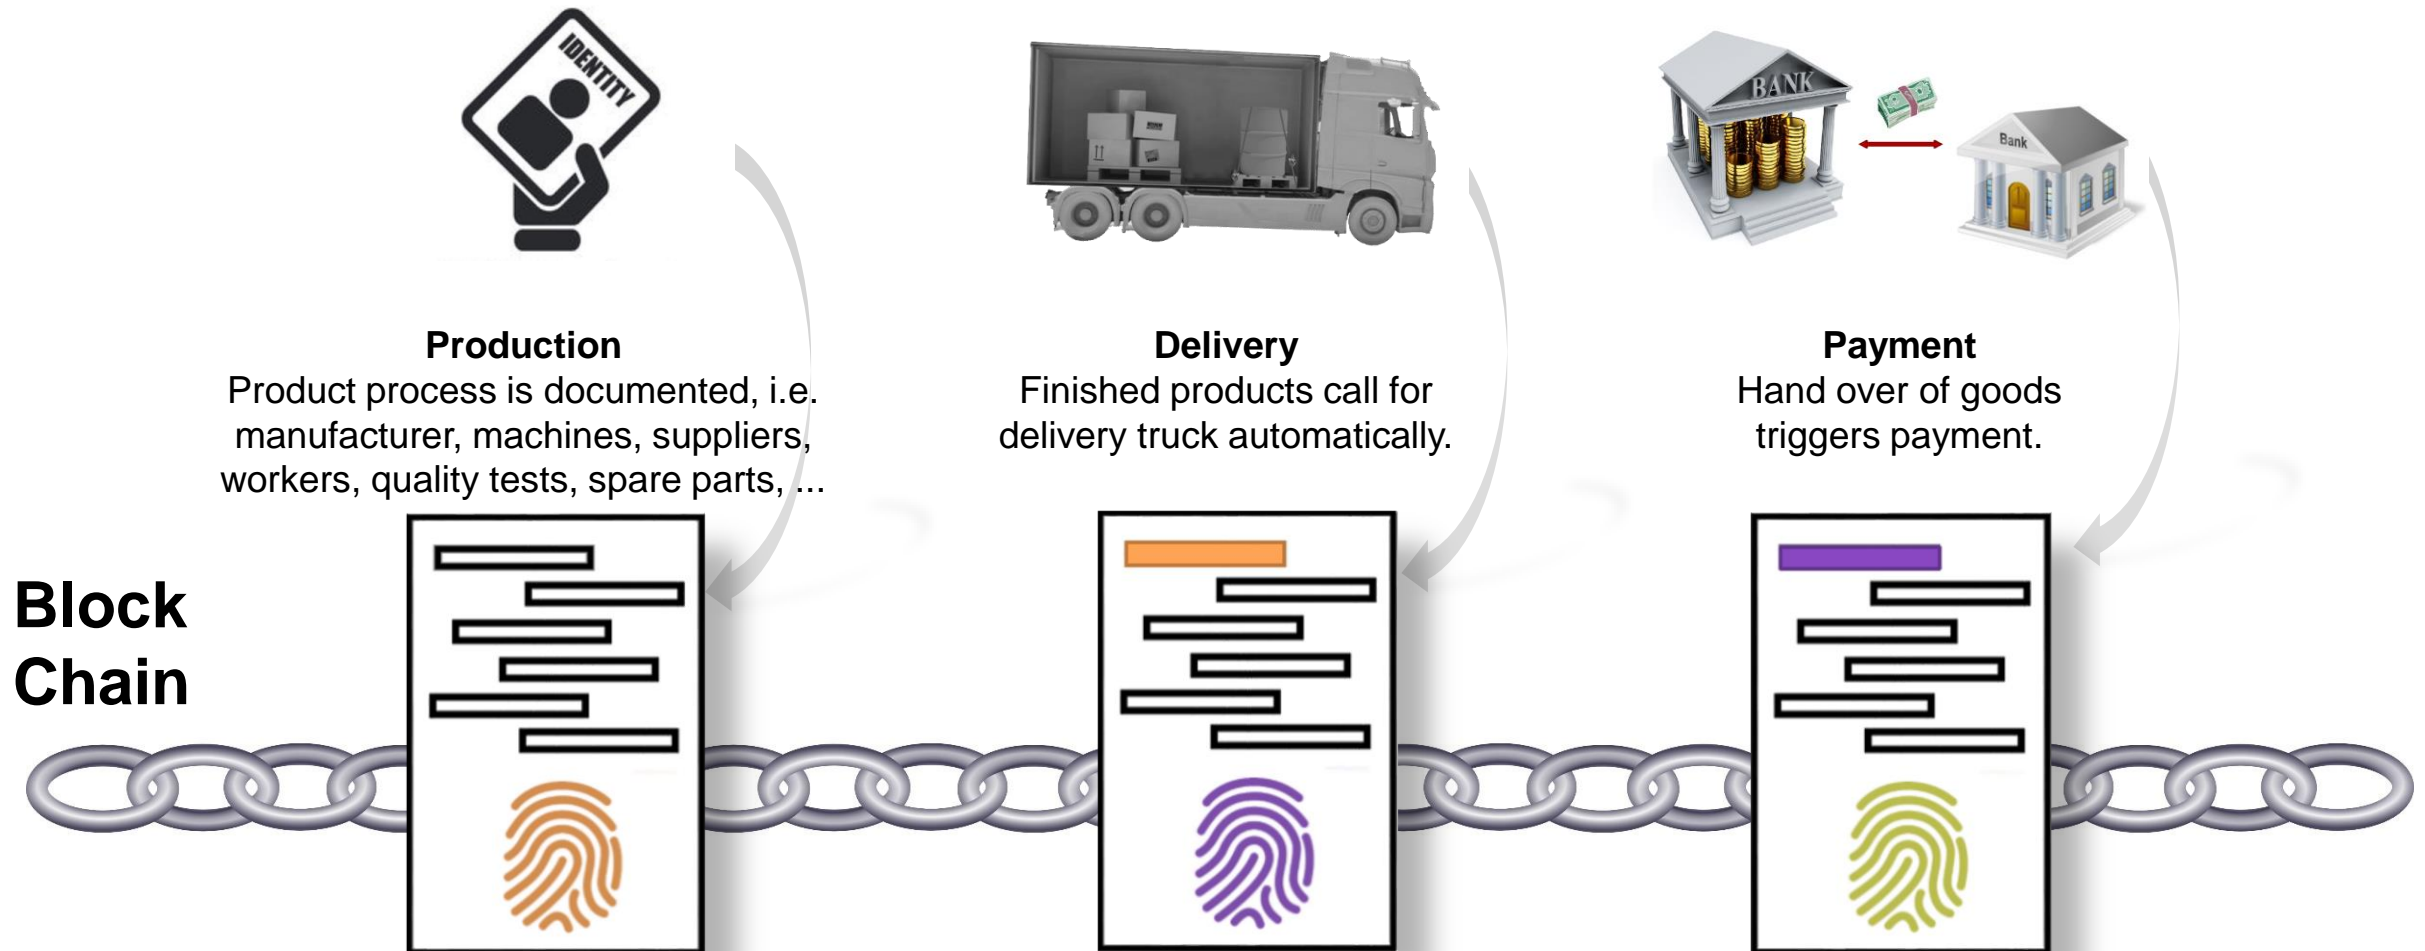 IDENTITY
BANK
Bank
Production
Product process is documented, i.e.
manufacturer, machines, suppliers,
workers, quality tests, spare parts, ...
Delivery
Finished products call for
delivery truck automatically.
Payment
Hand over of goods
triggers payment.
Block
Chain